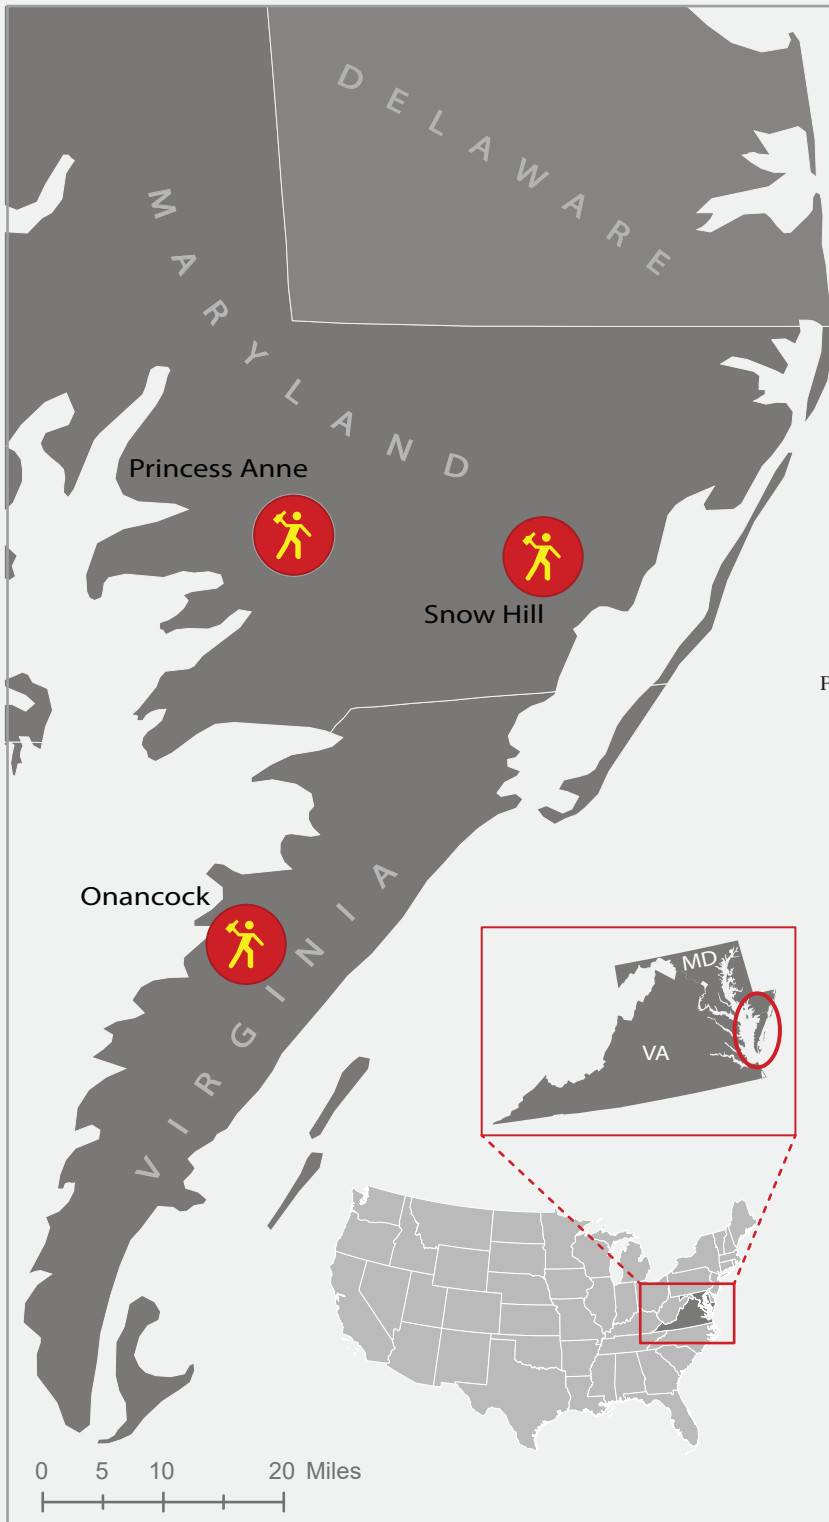 DELAWARE
MARYLAND
Princess Anne
Snow Hill
P
Onancock
VIRGINIA
MD
VA
0 5 10 20 Miles